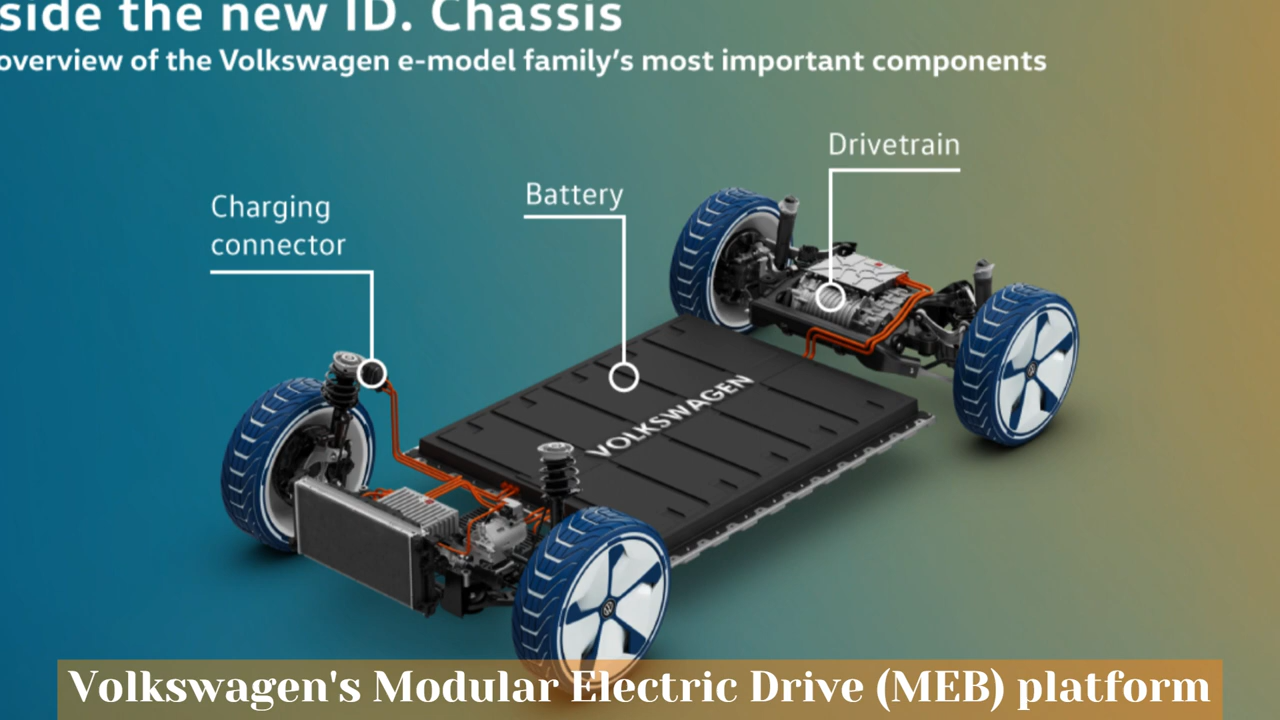 side the new ID. Chassis
overview of the Volkswagen e-model family's most important components
Drivetrain
Battery
Charging
connector
VOLKSWAGEN
Volkswagen's Modular Electric Drive (MEB) platform